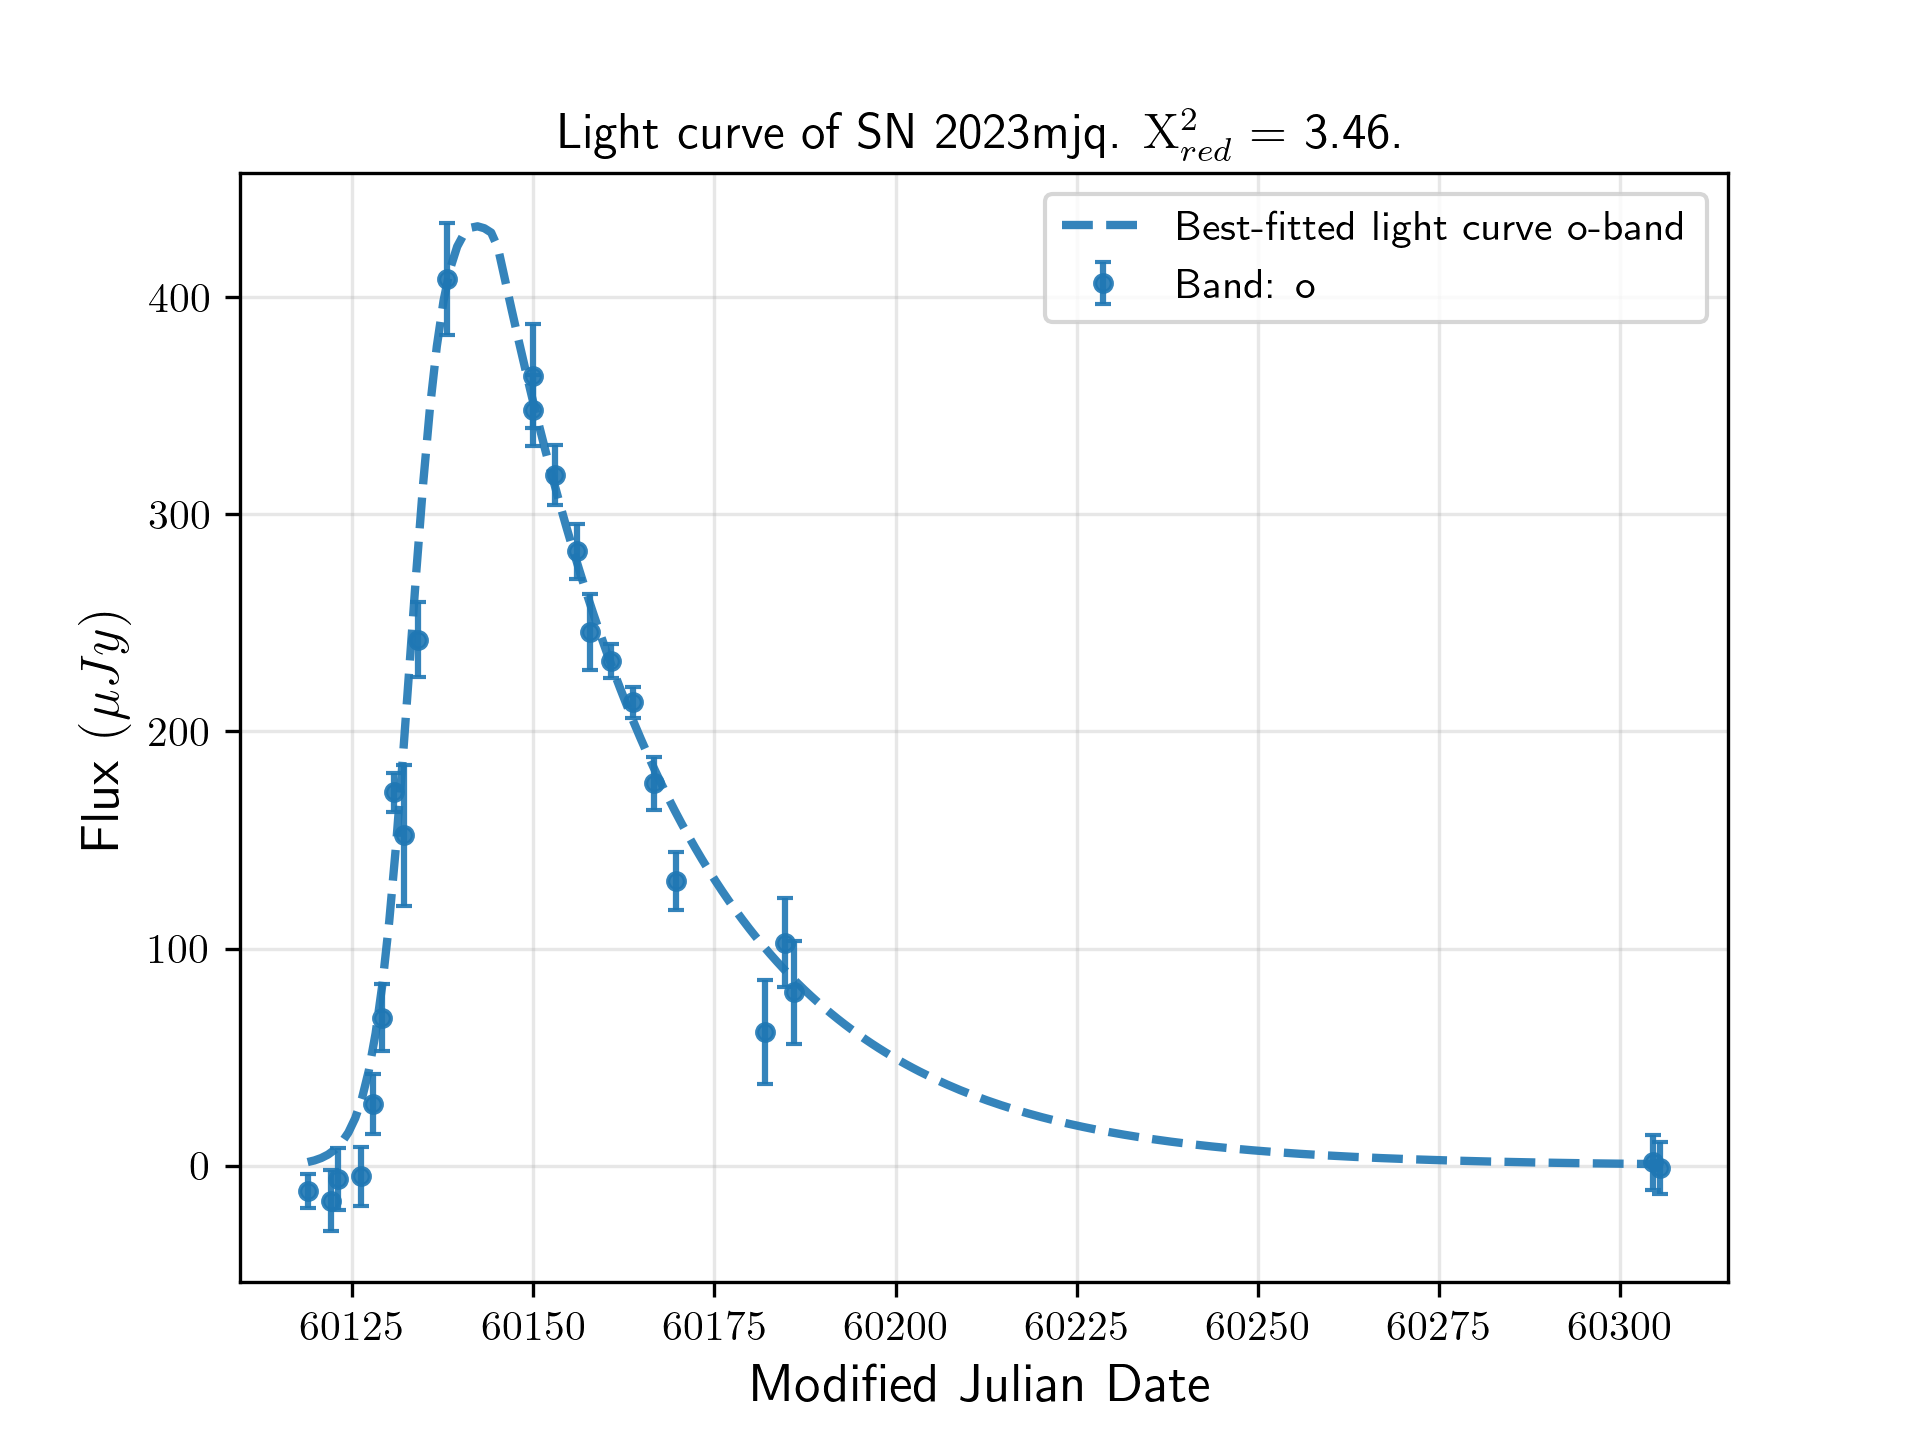 Light curve of SN 2023mjq. X²_red = 3.46.
Best-fitted light curve o-band
Band: o
Flux (μJy)
400
300
200
100
0
60125 60150 60175 60200 60225 60250 60275 60300
Modified Julian Date